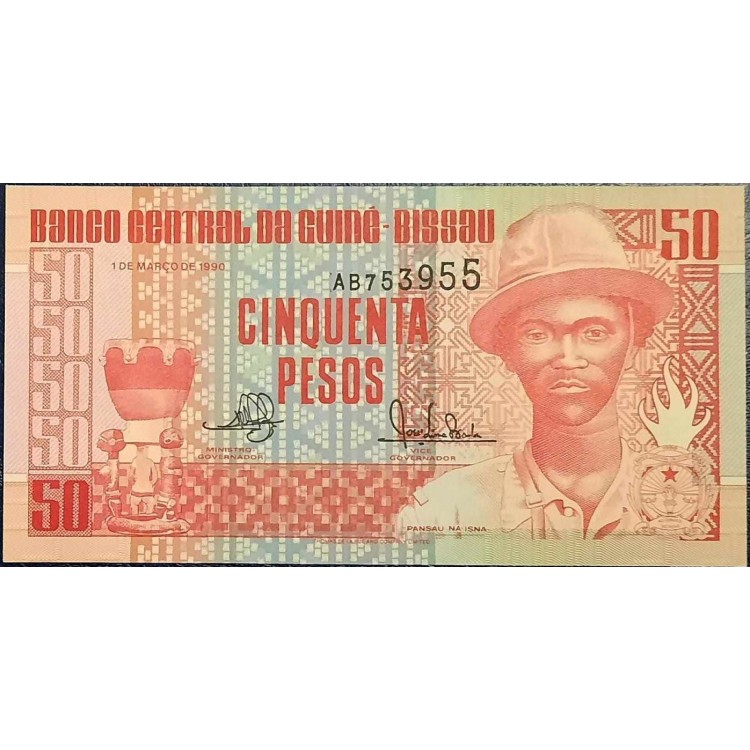 BANCO CENTRAL DA GUINÉ-BISSAU
50
1 DE MARÇO DE 1990
AB753955
50
50
50
50
CINQUENTA
PESOS
MINISTRO
GOVERNADOR
VICE
GOVERNADOR
50
PANSAU NA ISNA